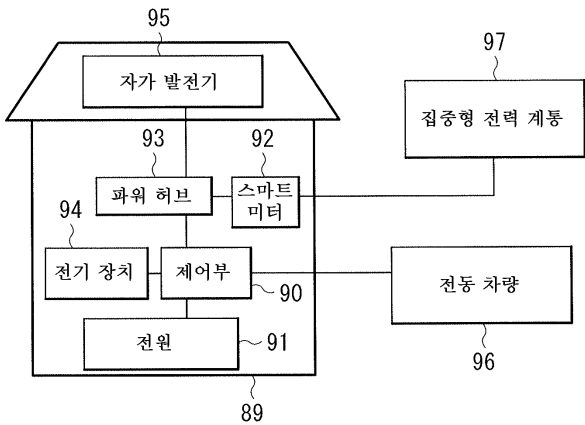 95
자가 발전기
97
집중형 전력 계통
93
92
파워 허브
스마트
미터
94
전기 장치
제어부
90
전동 차량
96
전원
91
89